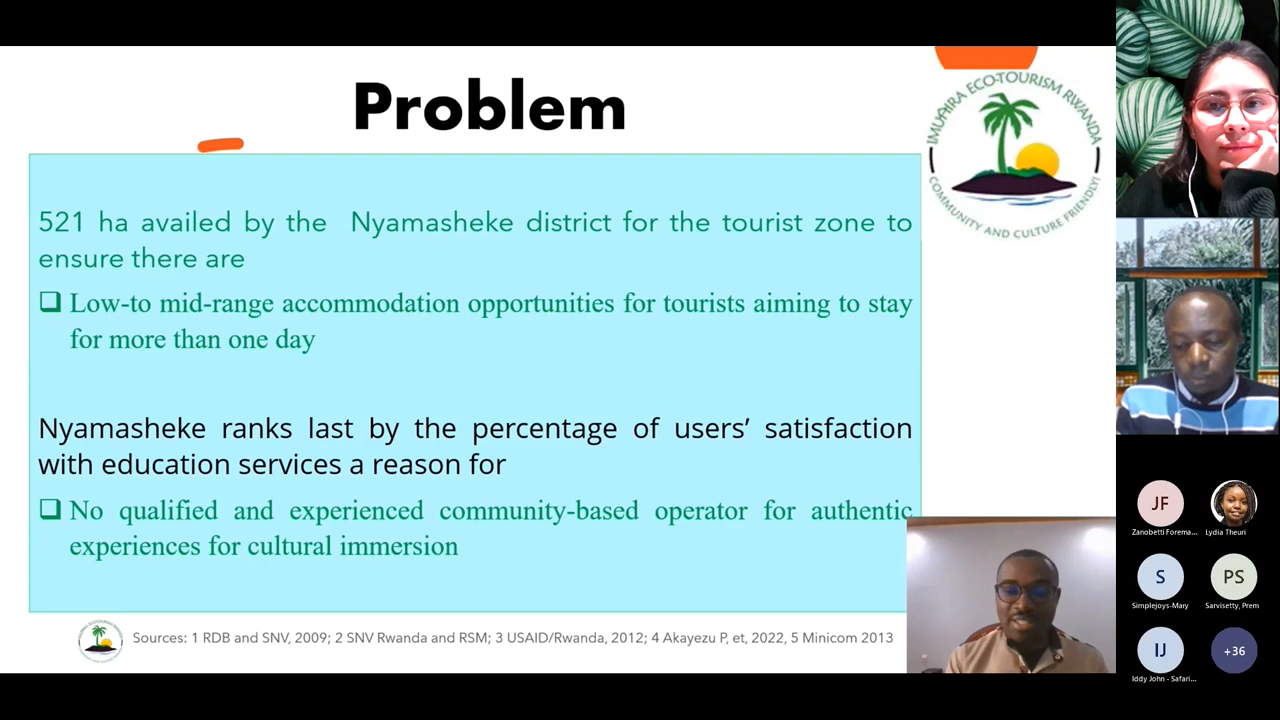 Problem
IMUHIRA ECO-TOURISM RWANDA
COMMUNITY AND CULTURE FRIENDLY!
521 ha availed by the Nyamasheke district for the tourist zone to
ensure there are
Low-to mid-range accommodation opportunities for tourists aiming to stay
for more than one day
Nyamasheke ranks last by the percentage of users’ satisfaction
with education services a reason for
No qualified and experienced community-based operator for authentic
experiences for cultural immersion
Sources: 1 RDB and SNV, 2009; 2 SNV Rwanda and RSM; 3 USAID/Rwanda, 2012; 4 Akayezu P, et, 2022, 5 Minicom 2013
JF
Zanobetti Forema...
Lydia Theuri
S
Simplejoys-Mary
PS
Sarvisetty, Prem
IJ
Iddy John - Safari...
+36